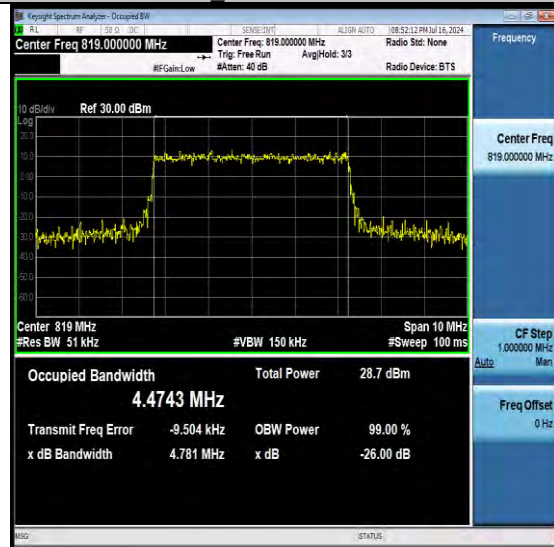 Keysight Spectrum Analyzer - Occupied BW
RL RF 50 Ω DC SENSE:INT ALIGN AUTO 08:52:12 PM Jul 16, 2024
Center Freq 819.000000 MHz
Center Freq: 819.000000 MHz
Radio Std: None
Trig: Free Run Avg|Hold: 3/3
#IFGain:Low #Atten: 40 dB Radio Device: BTS
Frequency
10 dB/div Ref 30.00 dBm
Log
20.0
10.0
0.00
-10.0
-20.0
-30.0
-40.0
-50.0
-60.0
Center 819 MHz Span 10 MHz
#Res BW 51 kHz #VBW 150 kHz #Sweep 100 ms
Occupied Bandwidth Total Power 28.7 dBm
4.4743 MHz
Transmit Freq Error -9.504 kHz OBW Power 99.00 %
x dB Bandwidth 4.781 MHz x dB -26.00 dB
Center Freq
819.000000 MHz
CF Step
1.000000 MHz
Auto Man
Freq Offset
0 Hz
MSG STATUS